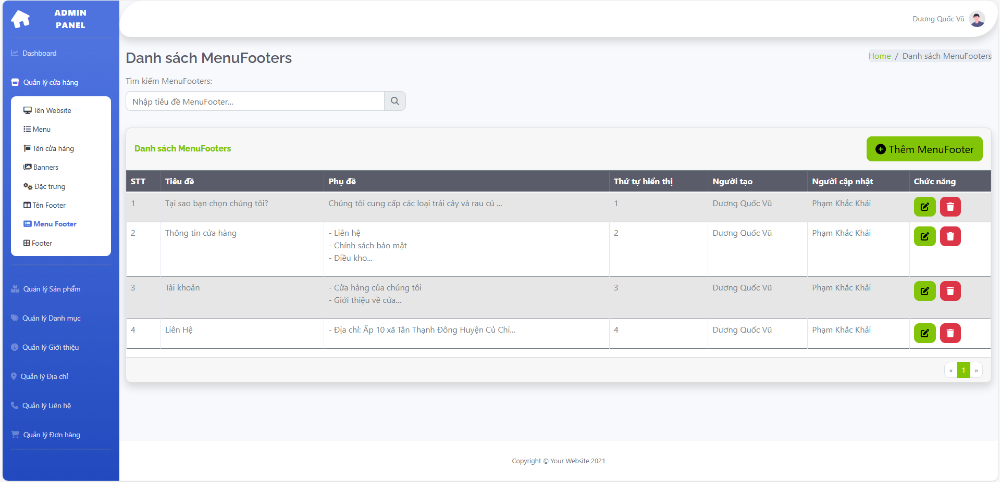 ADMIN
PANEL
Dương Quốc Vũ
Dashboard
Quản lý cửa hàng
Tên Website
Menu
Tên cửa hàng
Banners
Đặc trưng
Tên Footer
Menu Footer
Footer
Quản lý Sản phẩm
Quản lý Danh mục
Quản lý Giới thiệu
Quản lý Địa chỉ
Quản lý Liên hệ
Quản lý Đơn hàng
Danh sách MenuFooters
Home / Danh sách MenuFooters
Tìm kiếm MenuFooters:
Nhập tiêu đề MenuFooter...
Danh sách MenuFooters
Thêm MenuFooter
STT Tiêu đề Phụ đề Thứ tự hiển thị Người tạo Người cập nhật Chức năng
1 Tại sao bạn chọn chúng tôi? Chúng tôi cung cấp các loại trái cây và rau củ ... 1 Dương Quốc Vũ Phạm Khắc Khải
2 Thông tin cửa hàng - Liên hệ 2 Dương Quốc Vũ Phạm Khắc Khải
- Chính sách bảo mật
- Điều kho...
3 Tài khoản - Cửa hàng của chúng tôi 3 Dương Quốc Vũ Phạm Khắc Khải
- Giới thiệu về cửa...
4 Liên Hệ - Địa chỉ: Ấp 10 xã Tân Thạnh Đông Huyện Củ Chi... 4 Dương Quốc Vũ Phạm Khắc Khải
« 1 »
Copyright © Your Website 2021